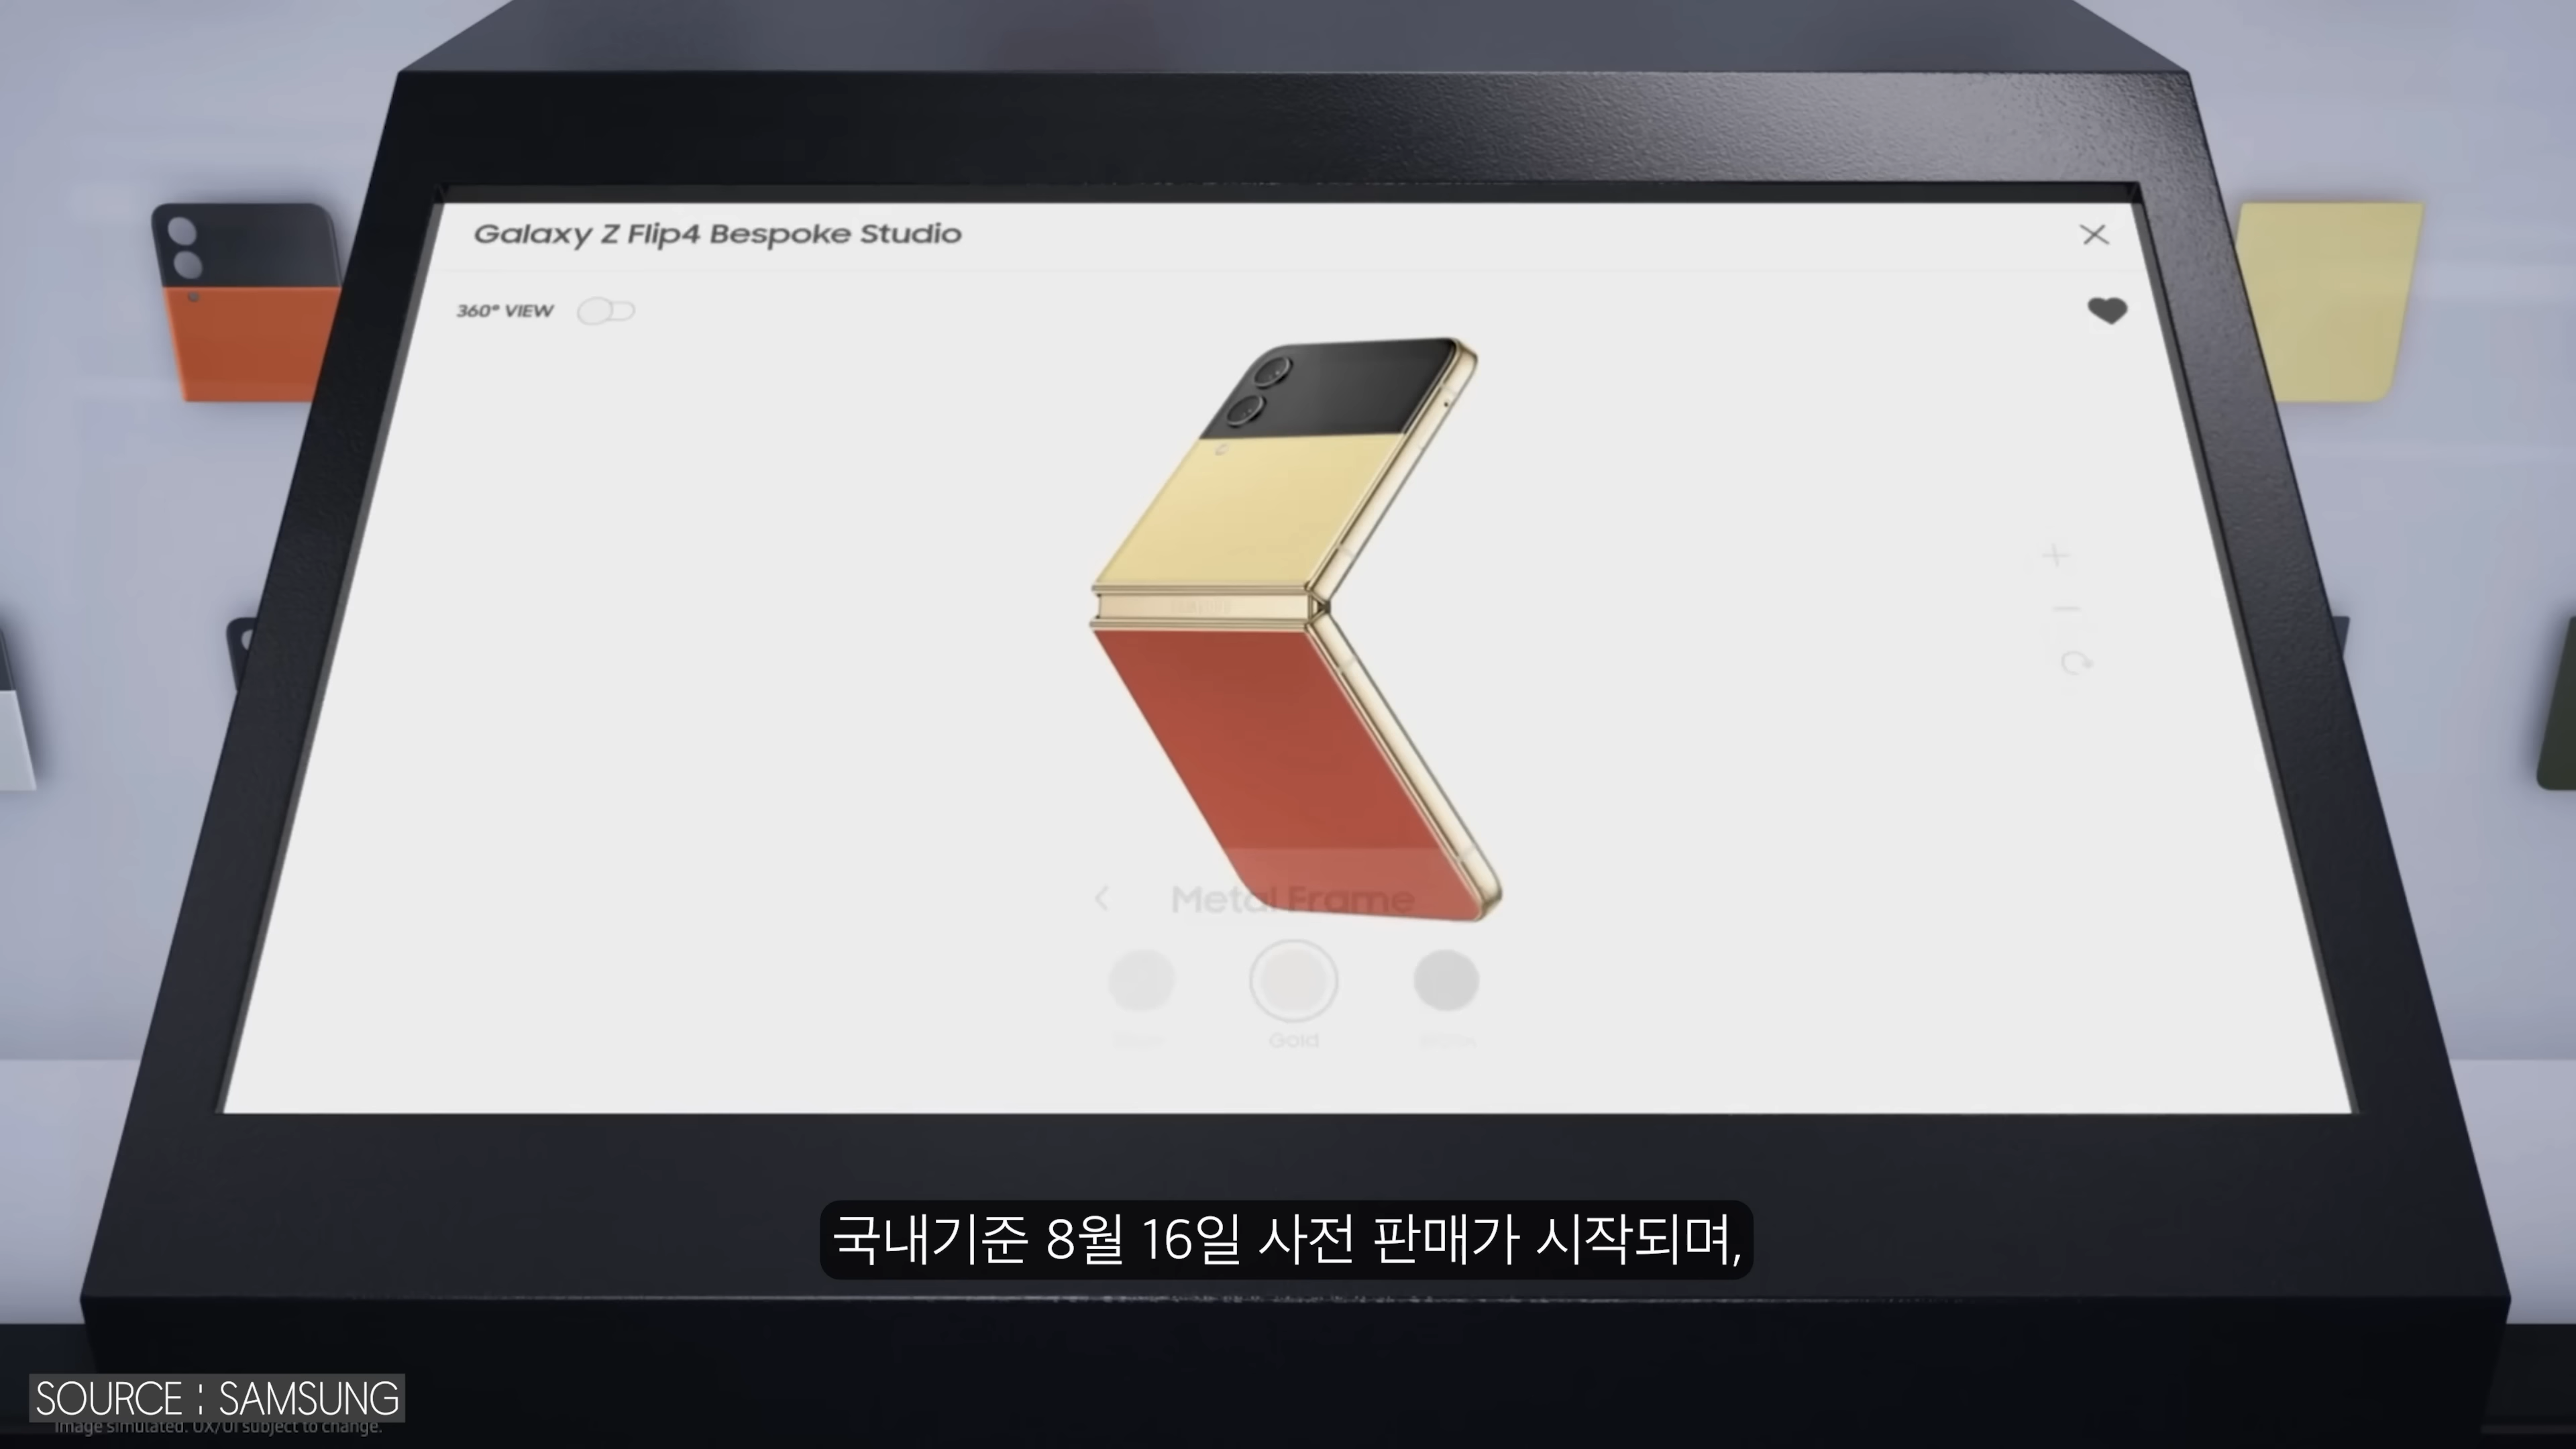 Galaxy Z Flip4 Bespoke Studio
360° VIEW
Metal Frame
Gold
국내기준 8월 16일 사전 판매가 시작되며,
SOURCE : SAMSUNG
Image simulated. UX/UI subject to change.